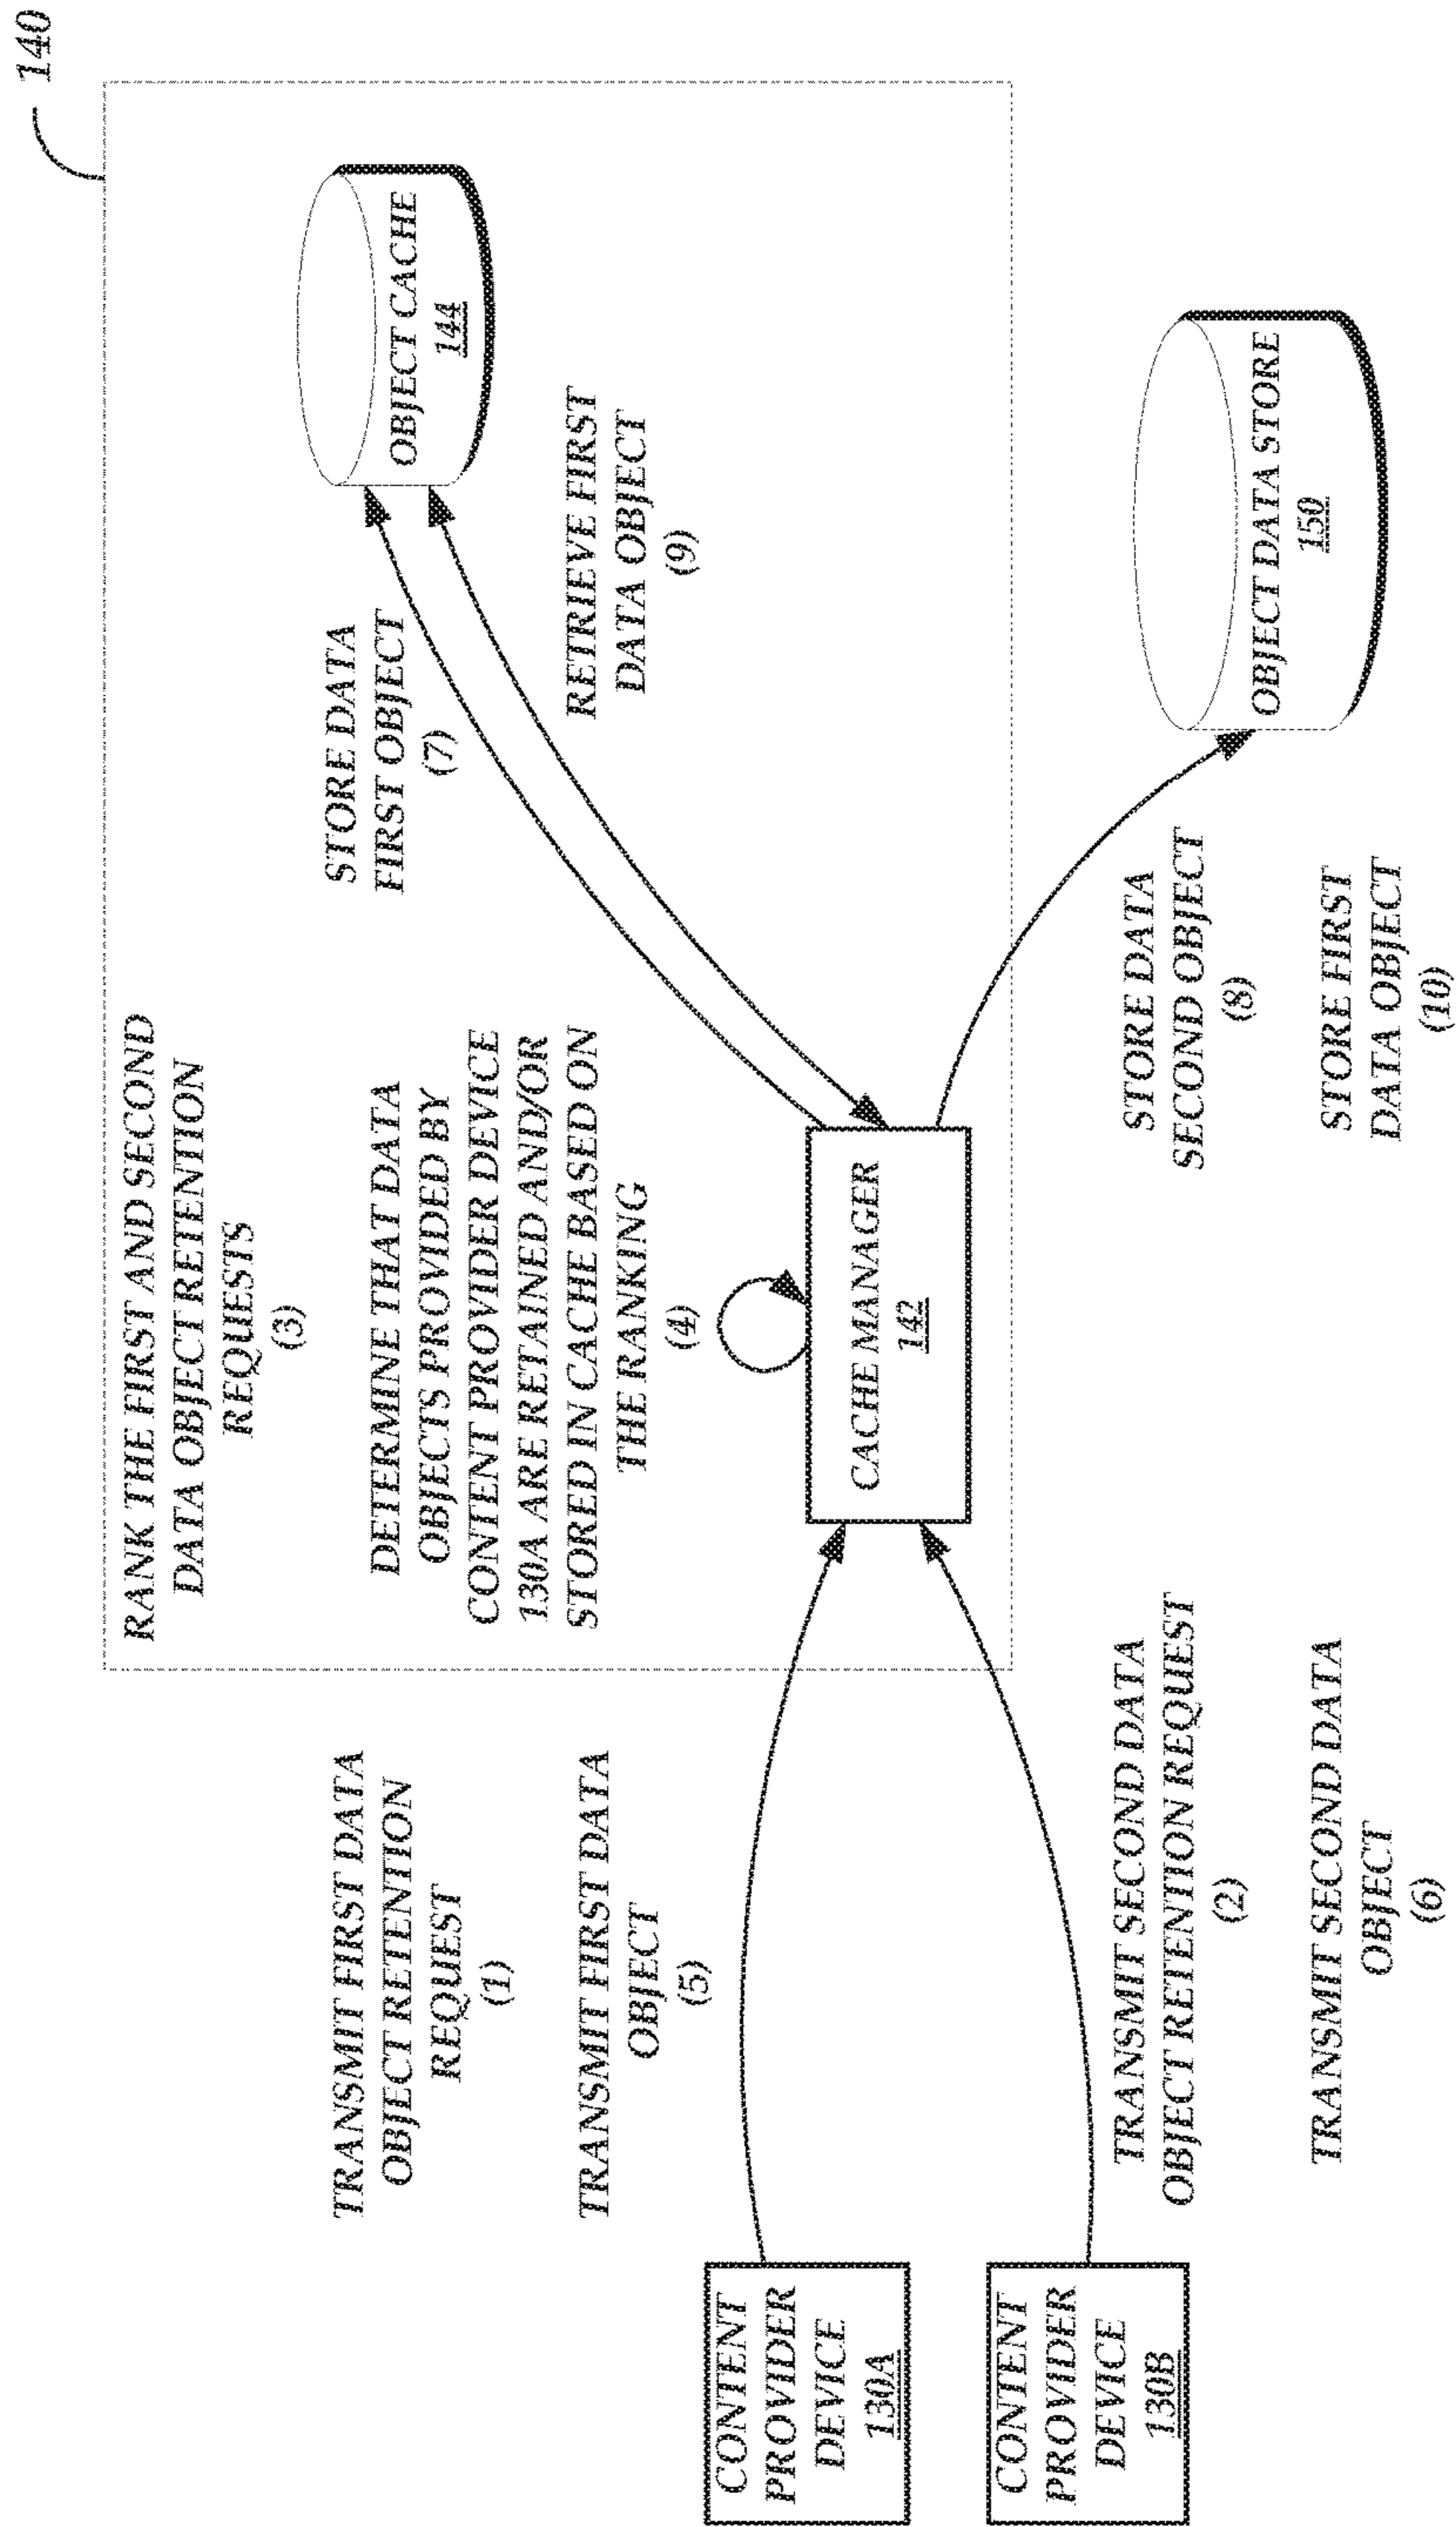 140
RANK THE FIRST AND SECOND
DATA OBJECT RETENTION
REQUESTS
(3)
DETERMINE THAT DATA
OBJECTS PROVIDED BY
CONTENT PROVIDER DEVICE
130A ARE RETAINED AND/OR
STORED IN CACHE BASED ON
THE RANKING
(4)
STORE DATA
FIRST OBJECT
(7)
OBJECT CACHE
144
RETRIEVE FIRST
DATA OBJECT
(9)
TRANSMIT FIRST DATA
OBJECT RETENTION
REQUEST
(1)
TRANSMIT FIRST DATA
OBJECT
(5)
CONTENT
PROVIDER
DEVICE
130A
CACHE MANAGER
142
CONTENT
PROVIDER
DEVICE
130B
TRANSMIT SECOND DATA
OBJECT RETENTION REQUEST
(2)
TRANSMIT SECOND DATA
OBJECT
(6)
STORE DATA
SECOND OBJECT
(8)
STORE FIRST
DATA OBJECT
(10)
OBJECT DATA STORE
150